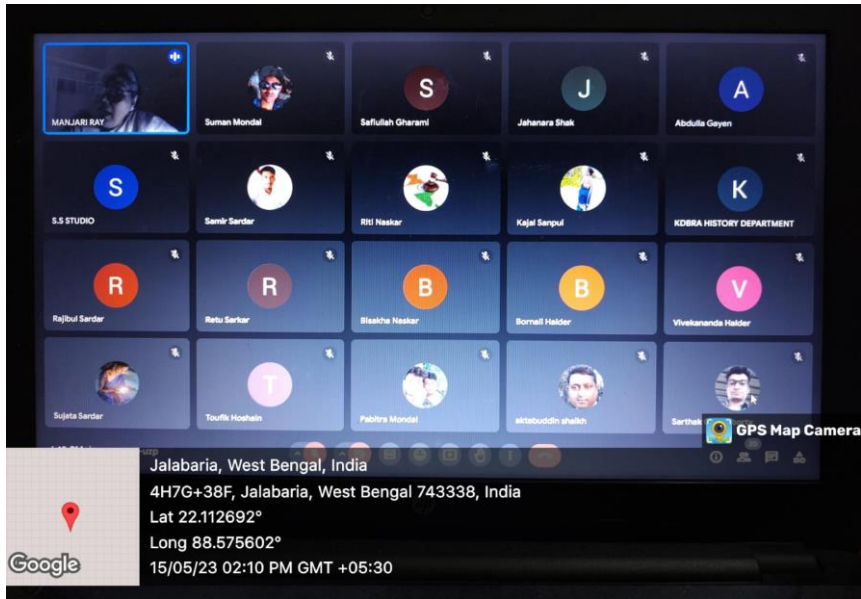 MANJARI RAY
Suman Mondal
S
Safiullah Gharami
J
Jahanara Shak
A
Abdulla Gayen
S
S.S STUDIO
Samir Sardar
Riti Naskar
Kajal Sanpui
K
KDBRA HISTORY DEPARTMENT
R
Rajibul Sardar
R
Retu Sarkar
B
Bisakha Naskar
B
Bornali Halder
V
Vivekananda Halder
Sujata Sardar
T
Toufik Hoshain
Pabitra Mondal
aktabuddin shaikh
Sarthak
GPS Map Camera
Jalabaria, West Bengal, India
4H7G+38F, Jalabaria, West Bengal 743338, India
Lat 22.112692°
Long 88.575602°
15/05/23 02:10 PM GMT +05:30
Google